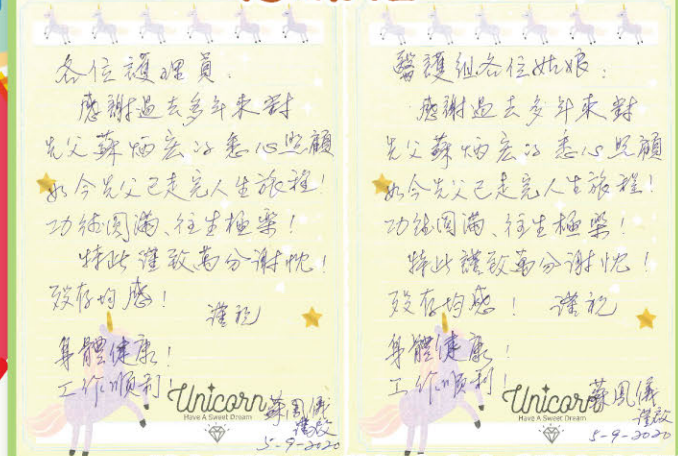 各位護理員：
感謝過去多年來對
先父蘇炳宏的悉心照顧
如今先父已走完人生旅程！
功德圓滿、往生極樂！
特此謹致萬分謝忱！
歿存均感！
謹祝
身體健康！
工作順利！
Unicorn
Have A Sweet Dream
蘇鳳儀
謹啟
5-9-2020
醫護組各位姑娘：
感謝過去多年來對
先父蘇炳宏的悉心照顧
如今先父已走完人生旅程！
功德圓滿、往生極樂！
特此謹致萬分謝忱！
歿存均感！
謹祝
身體健康！
工作順利！
Unicorn
Have A Sweet Dream
蘇鳳儀
謹啟
5-9-2020